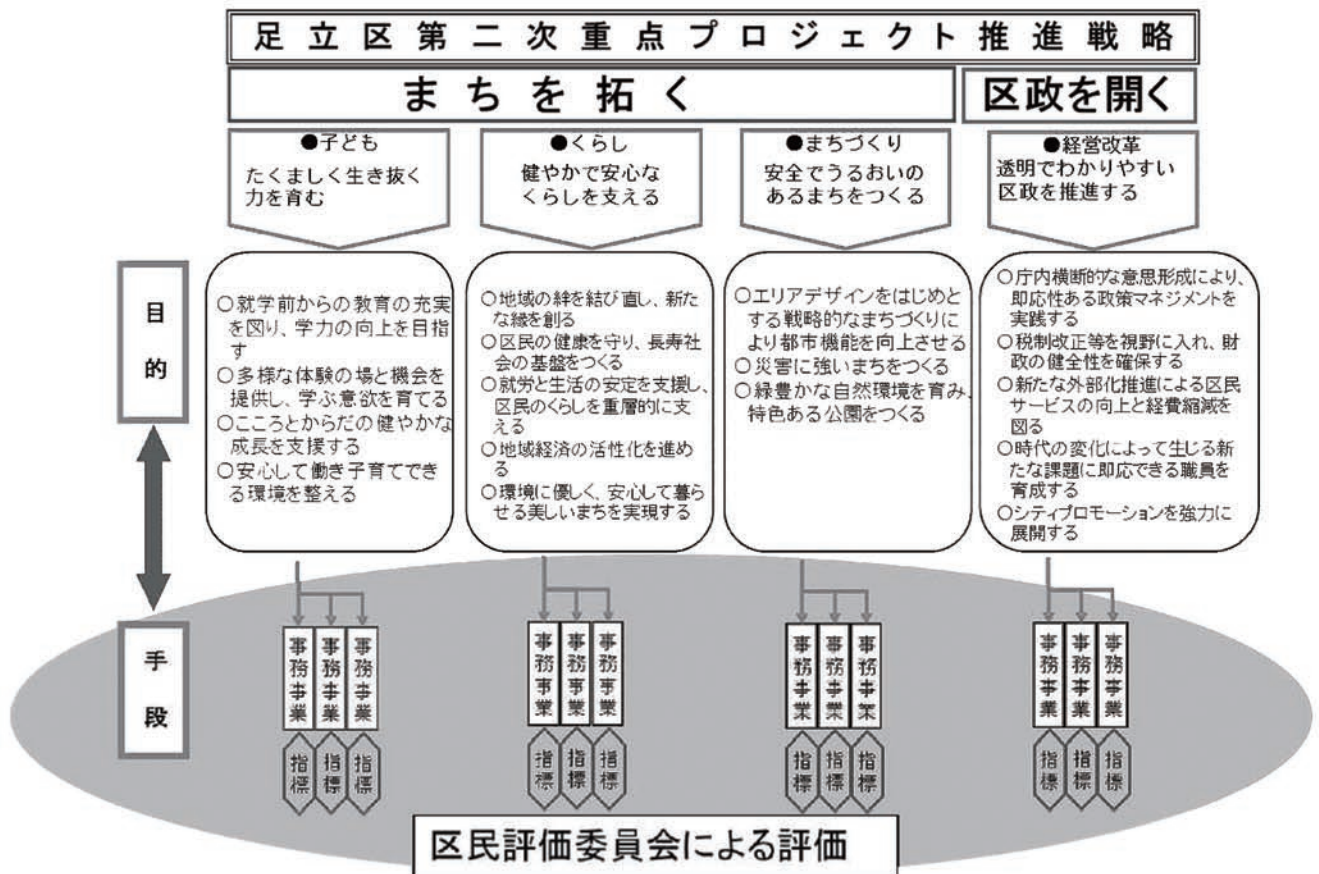 足立区第二次重点プロジェクト推進戦略
まちを拓く
区政を開く
●子ども
たくましく生き抜く
力を育む
●くらし
健やかで安心な
くらしを支える
●まちづくり
安全でうるおいの
あるまちをつくる
●経営改革
透明でわかりやすい
区政を推進する
目的
○就学前からの教育の充実
を図り、学力の向上を目指
す
○多様な体験の場と機会を
提供し、学ぶ意欲を育てる
○こころとからだの健やかな
成長を支援する
○安心して働き子育てでき
る環境を整える
○地域の絆を結び直し、新た
な縁を創る
○区民の健康を守り、長寿社
会の基盤をつくる
○就労と生活の安定を支援し、
区民のくらしを重層的に支
える
○地域経済の活性化を進め
る
○環境に優しく、安心して暮ら
せる美しいまちを実現する
○エリアデザインをはじめと
する戦略的なまちづくりに
より都市機能を向上させる
○災害に強いまちをつくる
○緑豊かな自然環境を育み、
特色ある公園をつくる
○庁内横断的な意思形成により、
即応性ある政策マネジメントを
実践する
○税制改正等を視野に入れ、財
政の健全性を確保する
○新たな外部化推進による区民
サービスの向上と経費縮減を
図る
○時代の変化によって生じる新
たな課題に即応できる職員を
育成する
○シティプロモーションを強力に
展開する
手段
事務事業
事務事業
事務事業
事務事業
事務事業
事務事業
事務事業
事務事業
事務事業
事務事業
事務事業
事務事業
指標
指標
指標
指標
指標
指標
指標
指標
指標
指標
指標
指標
区民評価委員会による評価